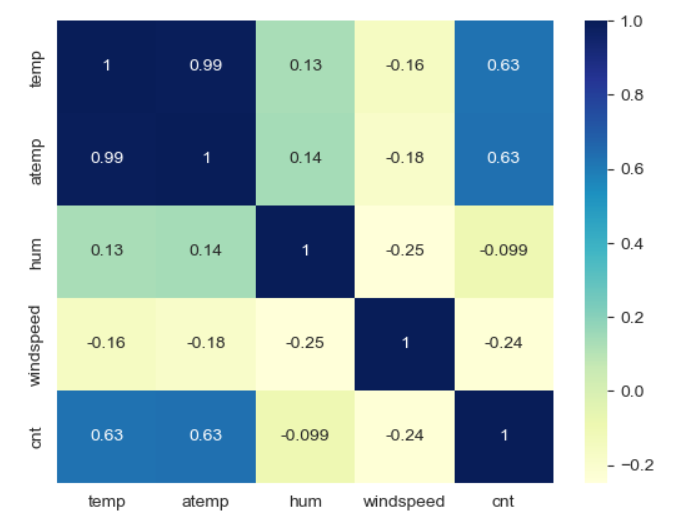 temp 1 0.99 0.13 -0.16 0.63
atemp 0.99 1 0.14 -0.18 0.63
hum 0.13 0.14 1 -0.25 -0.099
windspeed -0.16 -0.18 -0.25 1 -0.24
cnt 0.63 0.63 -0.099 -0.24 1
temp atemp hum windspeed cnt
1.0
0.8
0.6
0.4
0.2
0.0
−0.2